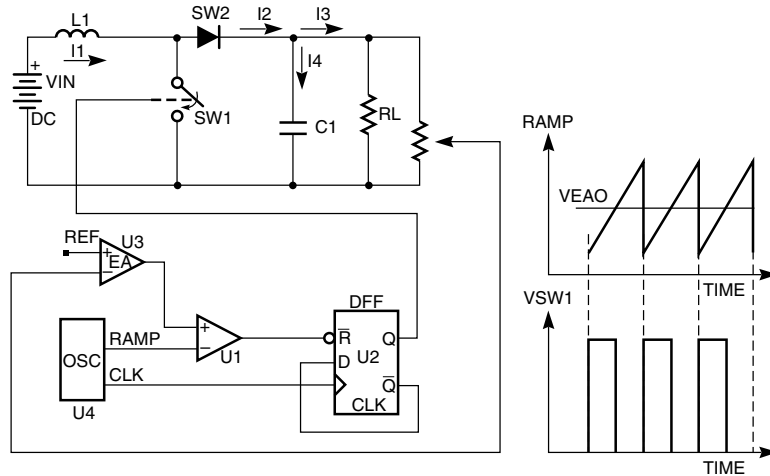 L1
SW2
I2
I3
I1
I4
+
VIN
DC
SW1
C1
RL
REF
U3
+
EA
−
DFF
RAMP
+
−
U1
R̅
Q
D
U2
OSC
CLK
Q̅
CLK
U4
RAMP
VEAO
TIME
VSW1
TIME